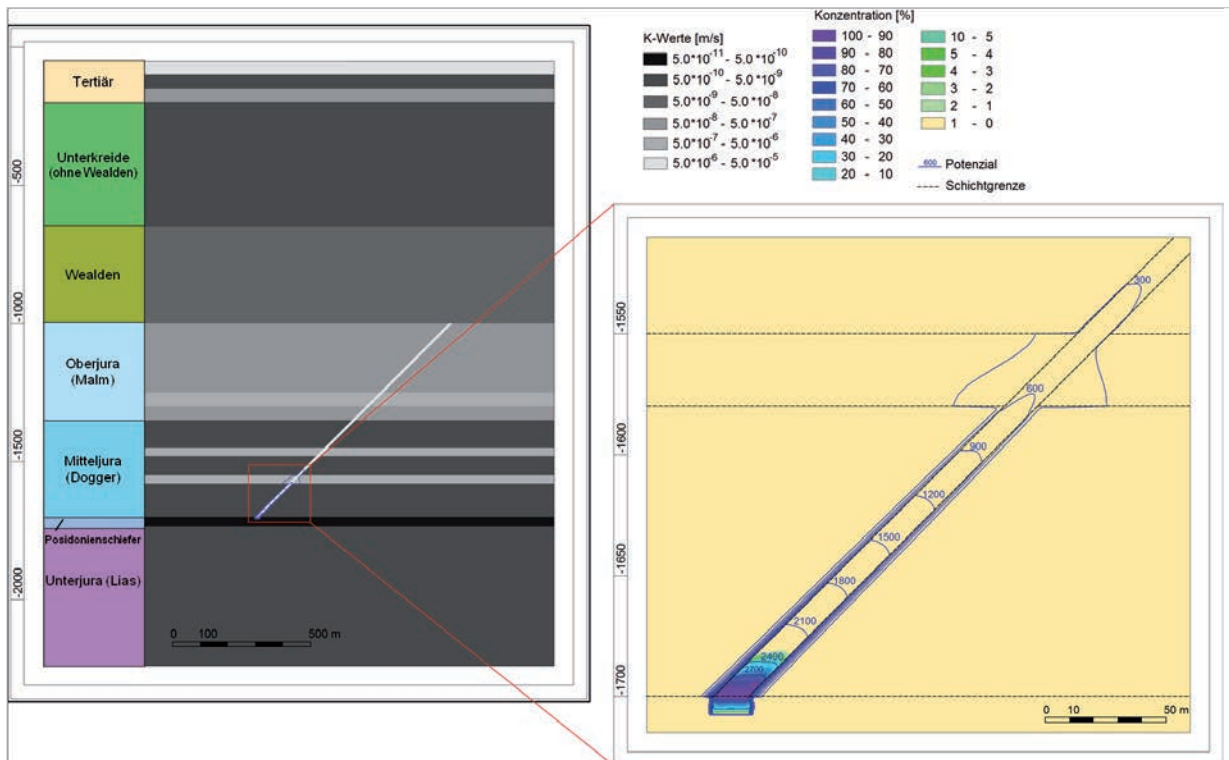 K-Werte [m/s]
5.0*10-11 - 5.0*10-10
5.0*10-10 - 5.0*10-9
5.0*10-9 - 5.0*10-8
5.0*10-8 - 5.0*10-7
5.0*10-7 - 5.0*10-6
5.0*10-6 - 5.0*10-5
Konzentration [%]
100 - 90
90 - 80
80 - 70
70 - 60
60 - 50
50 - 40
40 - 30
30 - 20
20 - 10
10 - 5
5 - 4
4 - 3
3 - 2
2 - 1
1 - 0
600 Potenzial
Schichtgrenze
Tertiär
Unterkreide
(ohne Wealden)
Wealden
Oberjura
(Malm)
Mitteljura
(Dogger)
Posidonienschiefer
Unterjura (Lias)
-500
-1000
-1500
-2000
0 100 500 m
-1550
-1600
-1650
-1700
300
600
900
1200
1500
1800
2100
2400
2700
0 10 50 m